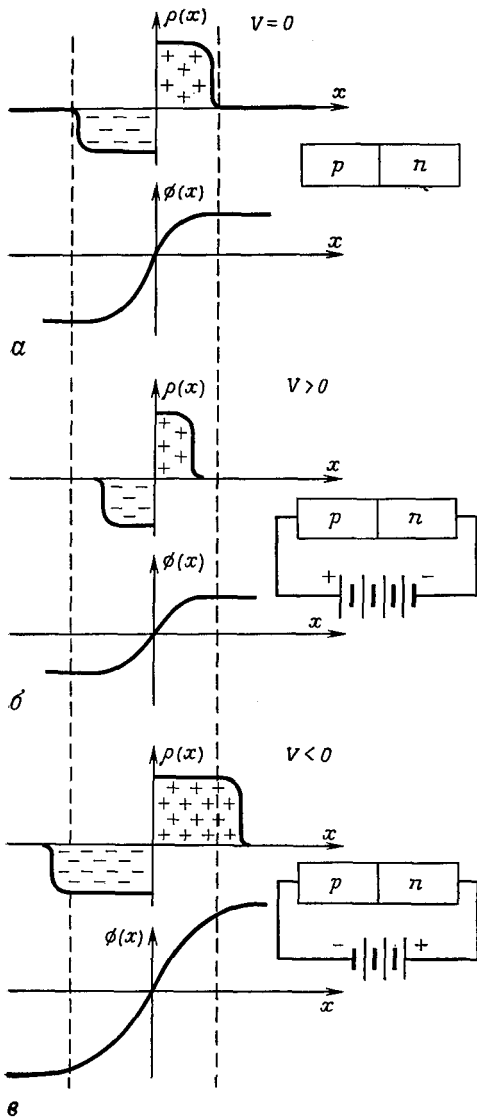 ρ(x) V=0
x
+ + + + + + + +
− − − − − − − −
p n
ϕ(x)
x
а
ρ(x) V>0
x
+ + + + + +
− − − − − −
p n
+ −
ϕ(x)
x
б
ρ(x) V<0
+ + + + + + + + + + + + + + +
− − − − − − − − − − − −
p n
− +
ϕ(x)
x
в